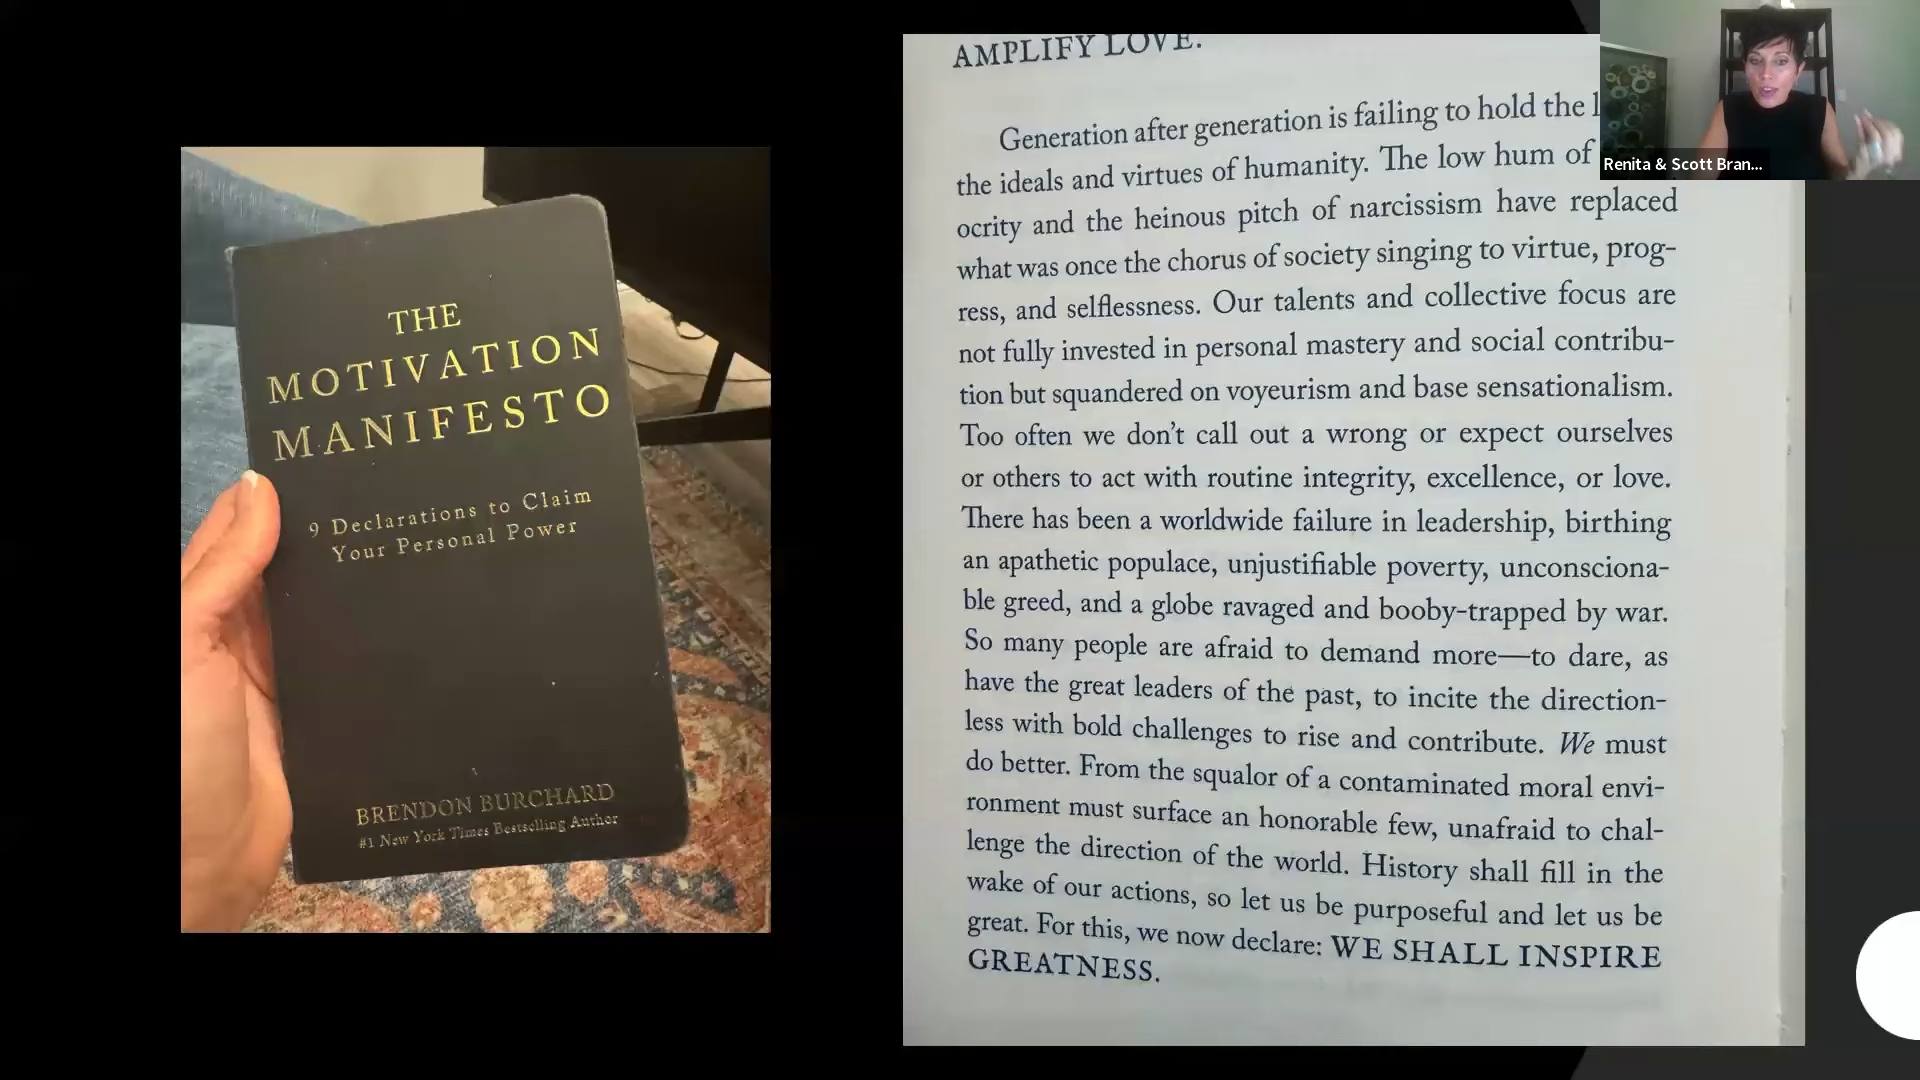 THE
MOTIVATION
MANIFESTO
9 Declarations to Claim
Your Personal Power
BRENDON BURCHARD
#1 New York Times Bestselling Author
AMPLIFY LOVE.
Generation after generation is failing to hold the
the ideals and virtues of humanity. The low hum of
ocrity and the heinous pitch of narcissism have replaced
what was once the chorus of society singing to virtue, prog-
ress, and selflessness. Our talents and collective focus are
not fully invested in personal mastery and social contribu-
tion but squandered on voyeurism and base sensationalism.
Too often we don't call out a wrong or expect ourselves
or others to act with routine integrity, excellence, or love.
There has been a worldwide failure in leadership, birthing
an apathetic populace, unjustifiable poverty, unconsciona-
ble greed, and a globe ravaged and booby-trapped by war.
So many people are afraid to demand more—to dare, as
have the great leaders of the past, to incite the direction-
less with bold challenges to rise and contribute. We must
do better. From the squalor of a contaminated moral envi-
ronment must surface an honorable few, unafraid to chal-
lenge the direction of the world. History shall fill in the
wake of our actions, so let us be purposeful and let us be
great. For this, we now declare: WE SHALL INSPIRE
GREATNESS.
Renita & Scott Bran...